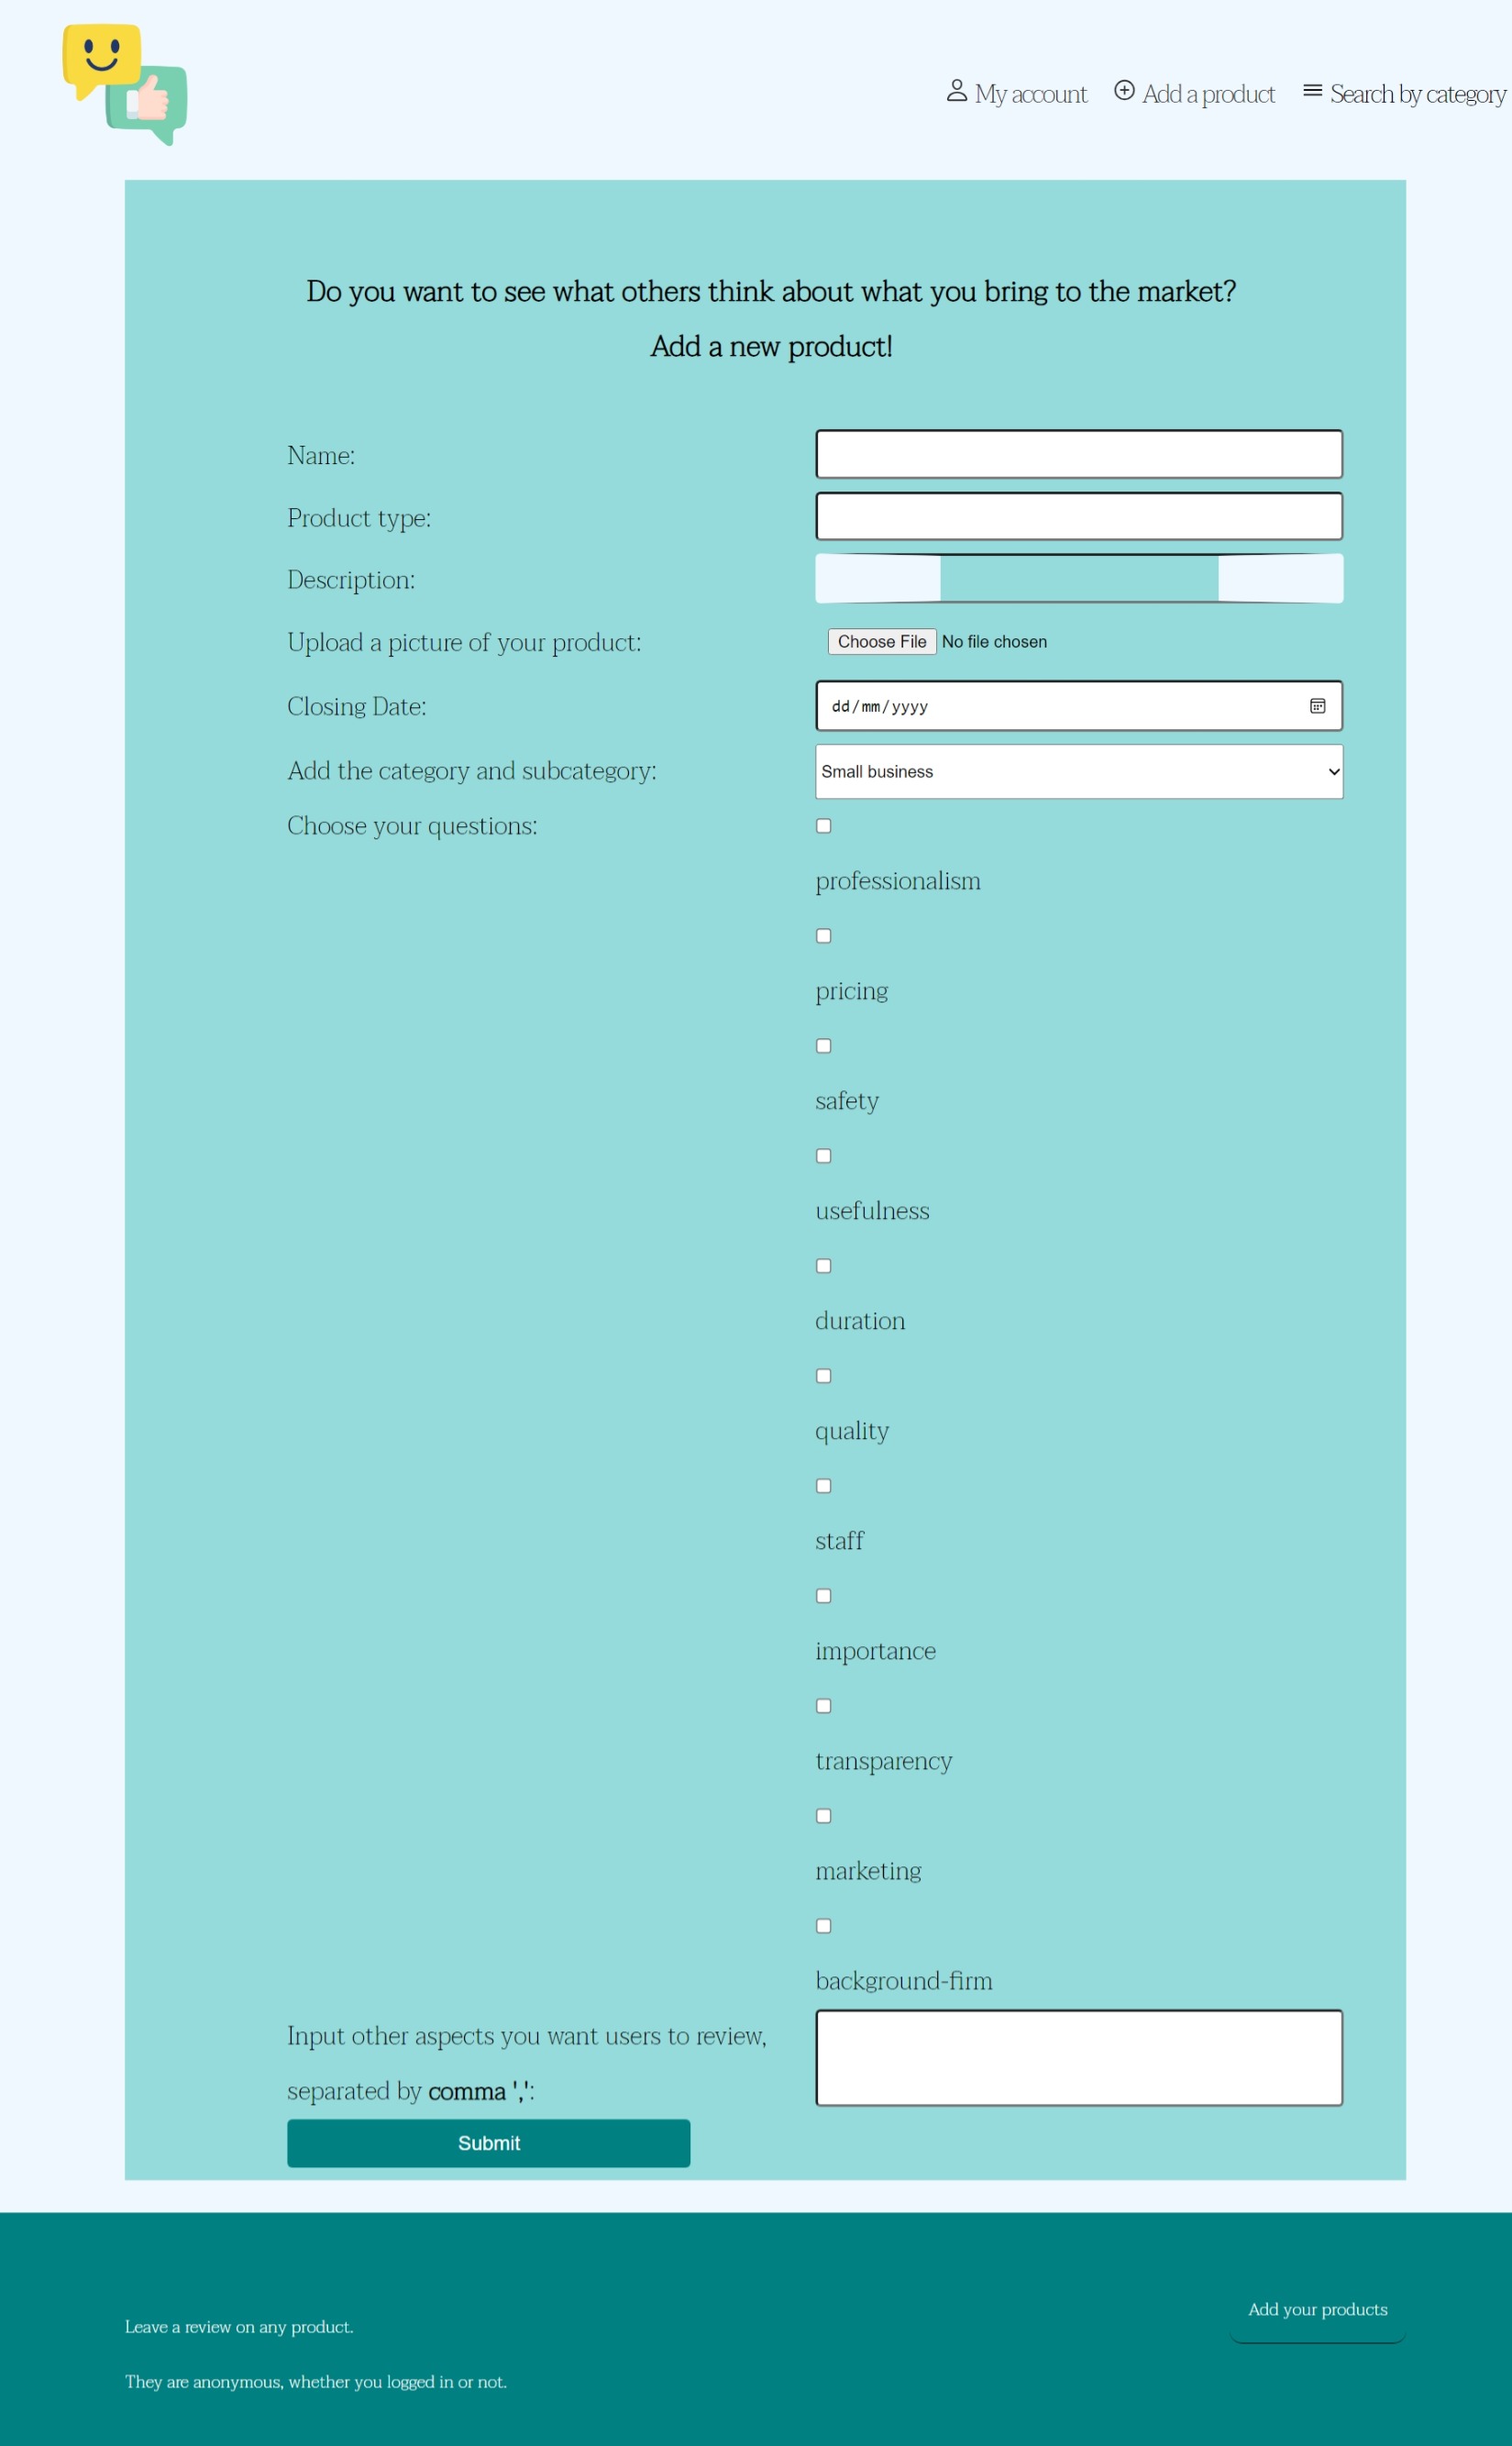 My account
Add a product
Search by category
Do you want to see what others think about what you bring to the market?
Add a new product!
Name:
Product type:
Description:
Upload a picture of your product:
Choose File No file chosen
Closing Date:
dd/mm/yyyy
Add the category and subcategory:
Small business
Choose your questions:
professionalism
pricing
safety
usefulness
duration
quality
staff
importance
transparency
marketing
background-firm
Input other aspects you want users to review,
separated by comma ',':
Submit
Add your products
Leave a review on any product.
They are anonymous, whether you logged in or not.